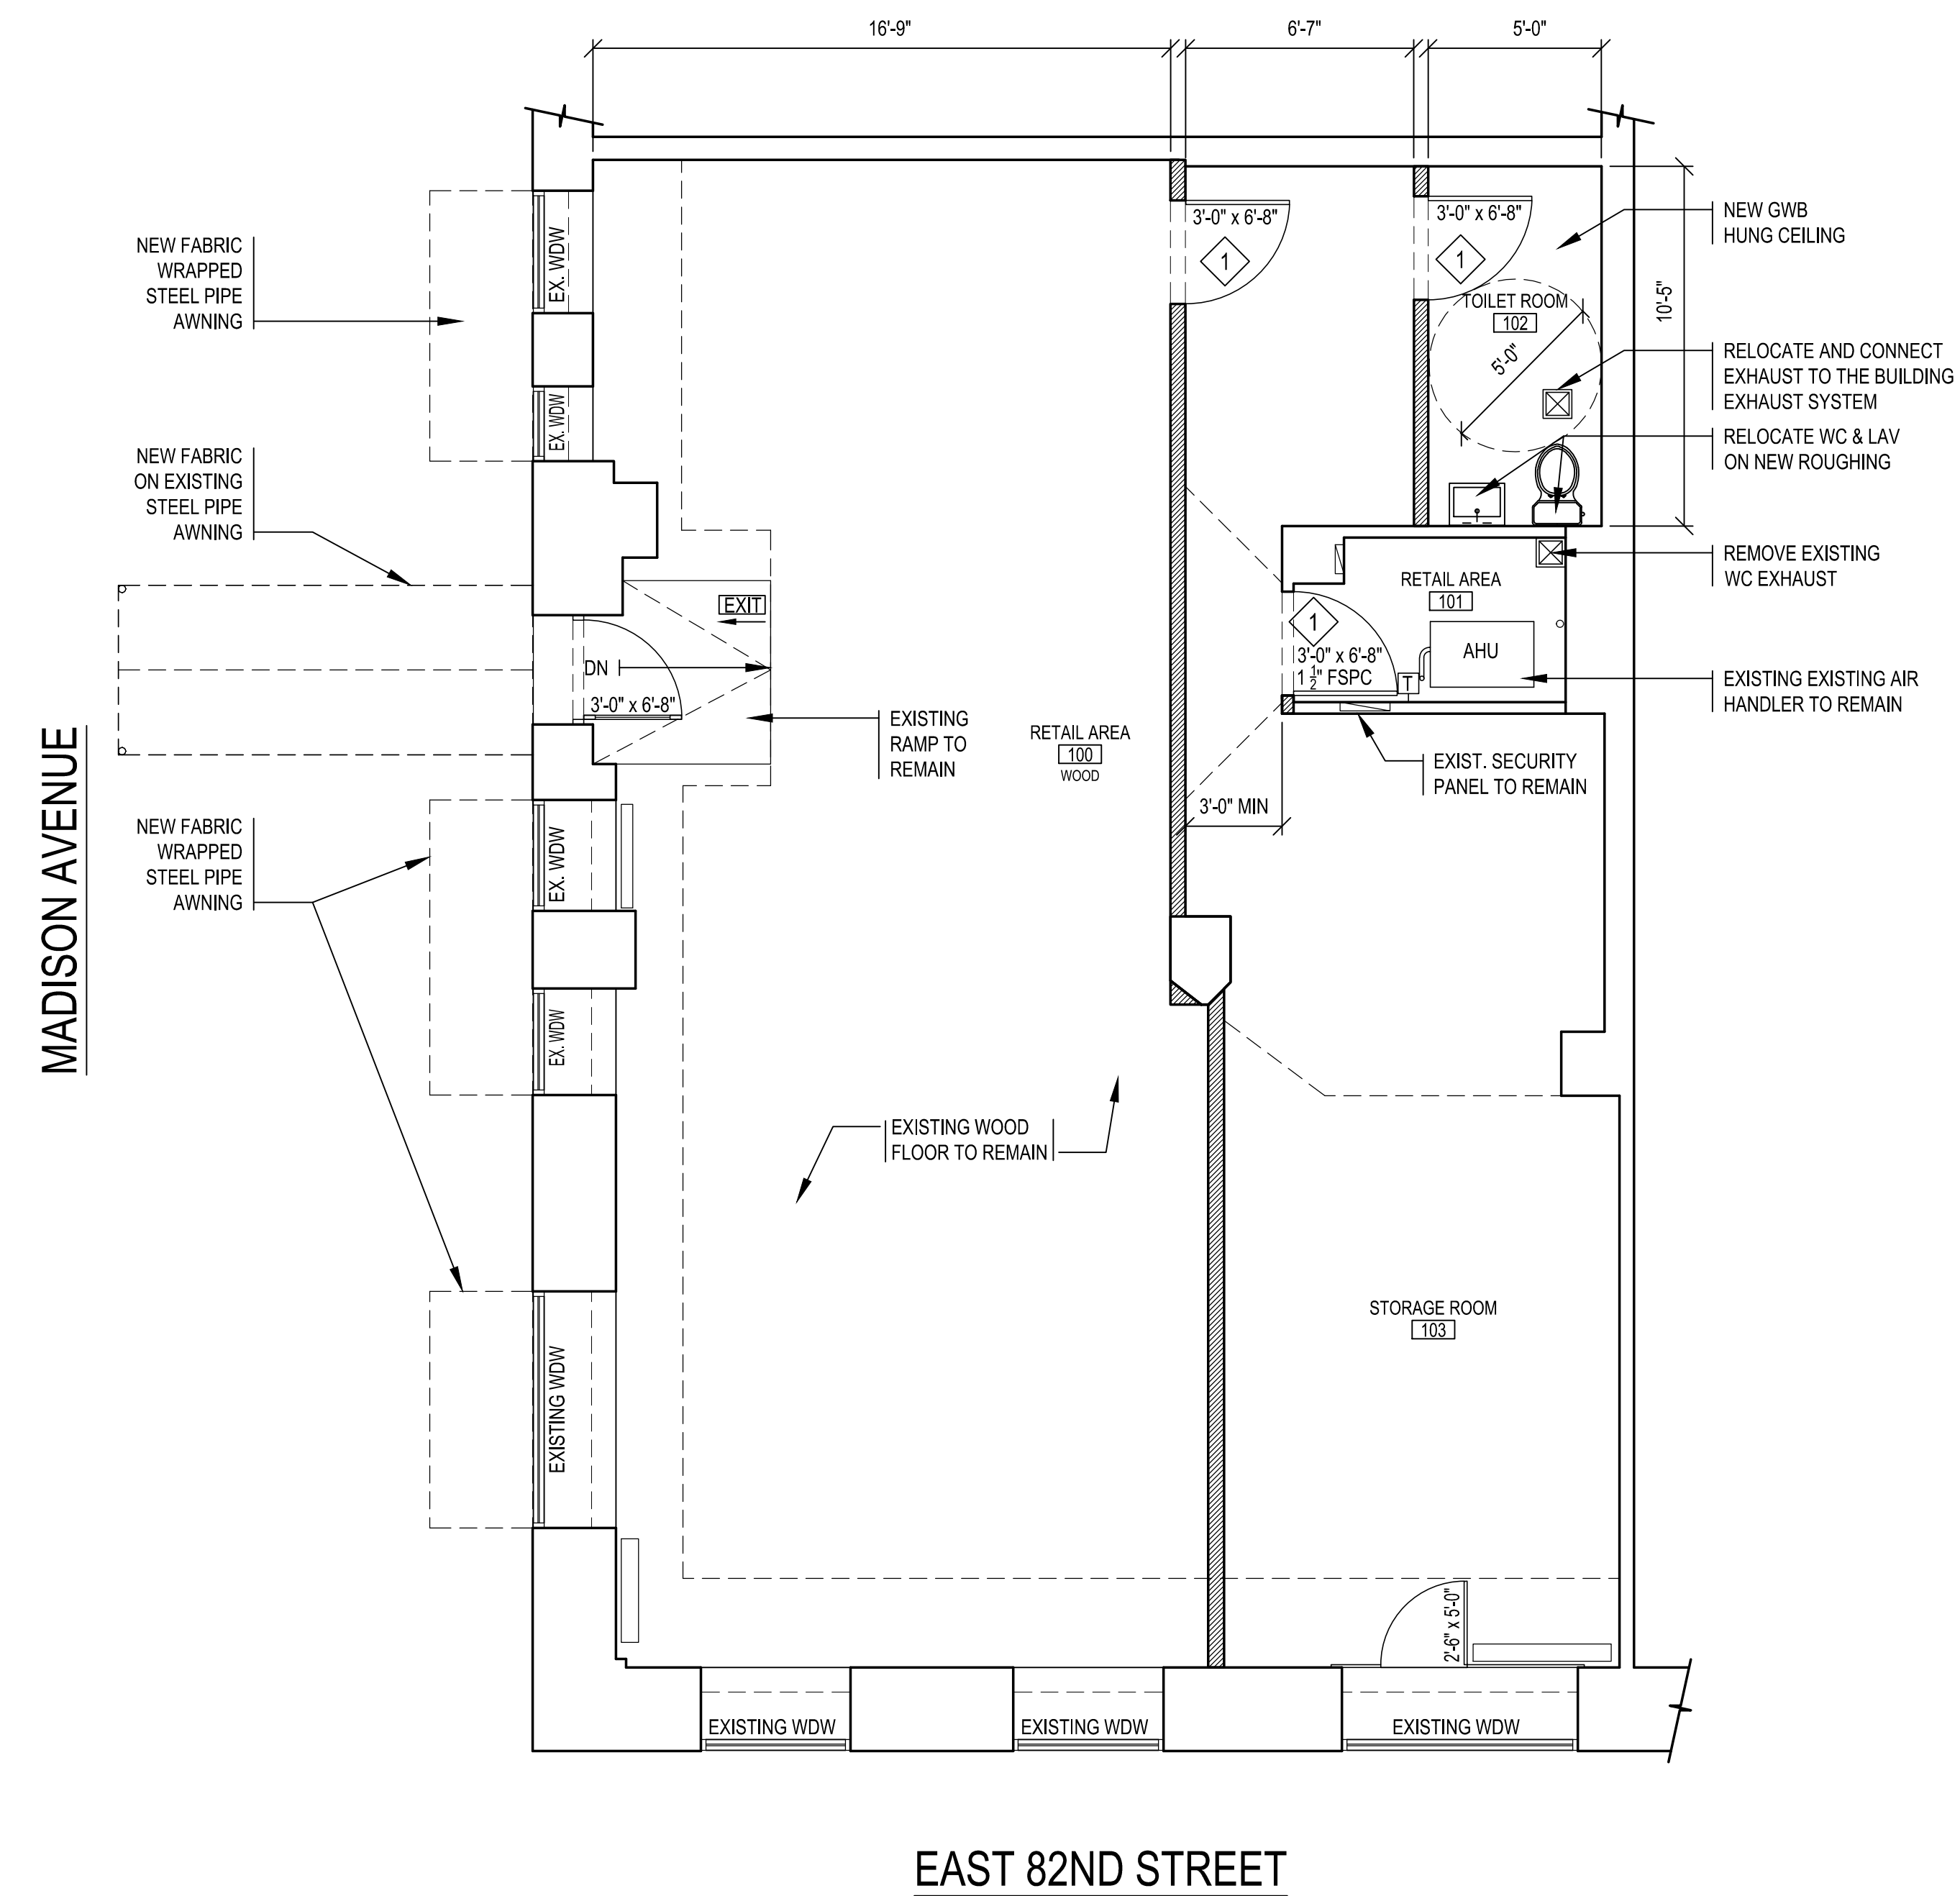 16'-9"
6'-7"
5'-0"
NEW FABRIC
WRAPPED
STEEL PIPE
AWNING
EX. WDW
3'-0" x 6'-8"
1
3'-0" x 6'-8"
1
NEW GWB
HUNG CEILING
TOILET ROOM
102
5'-0"
10'-5"
RELOCATE AND CONNECT
EXHAUST TO THE BUILDING
EXHAUST SYSTEM
EX. WDW
RELOCATE WC & LAV
ON NEW ROUGHING
NEW FABRIC
ON EXISTING
STEEL PIPE
AWNING
REMOVE EXISTING
WC EXHAUST
RETAIL AREA
101
EXIT
1
AHU
DN
3'-0" x 6'-8"
3'-0" x 6'-8"
1 1/2" FSPC
T
EXISTING EXISTING AIR
HANDLER TO REMAIN
EXISTING
RAMP TO
REMAIN
RETAIL AREA
100
WOOD
EXIST. SECURITY
PANEL TO REMAIN
3'-0" MIN
MADISON AVENUE
NEW FABRIC
WRAPPED
STEEL PIPE
AWNING
EX. WDW
EX. WDW
EXISTING WOOD
FLOOR TO REMAIN
STORAGE ROOM
103
EXISTING WDW
2'-6" x 5'-0"
EXISTING WDW
EXISTING WDW
EXISTING WDW
EAST 82ND STREET